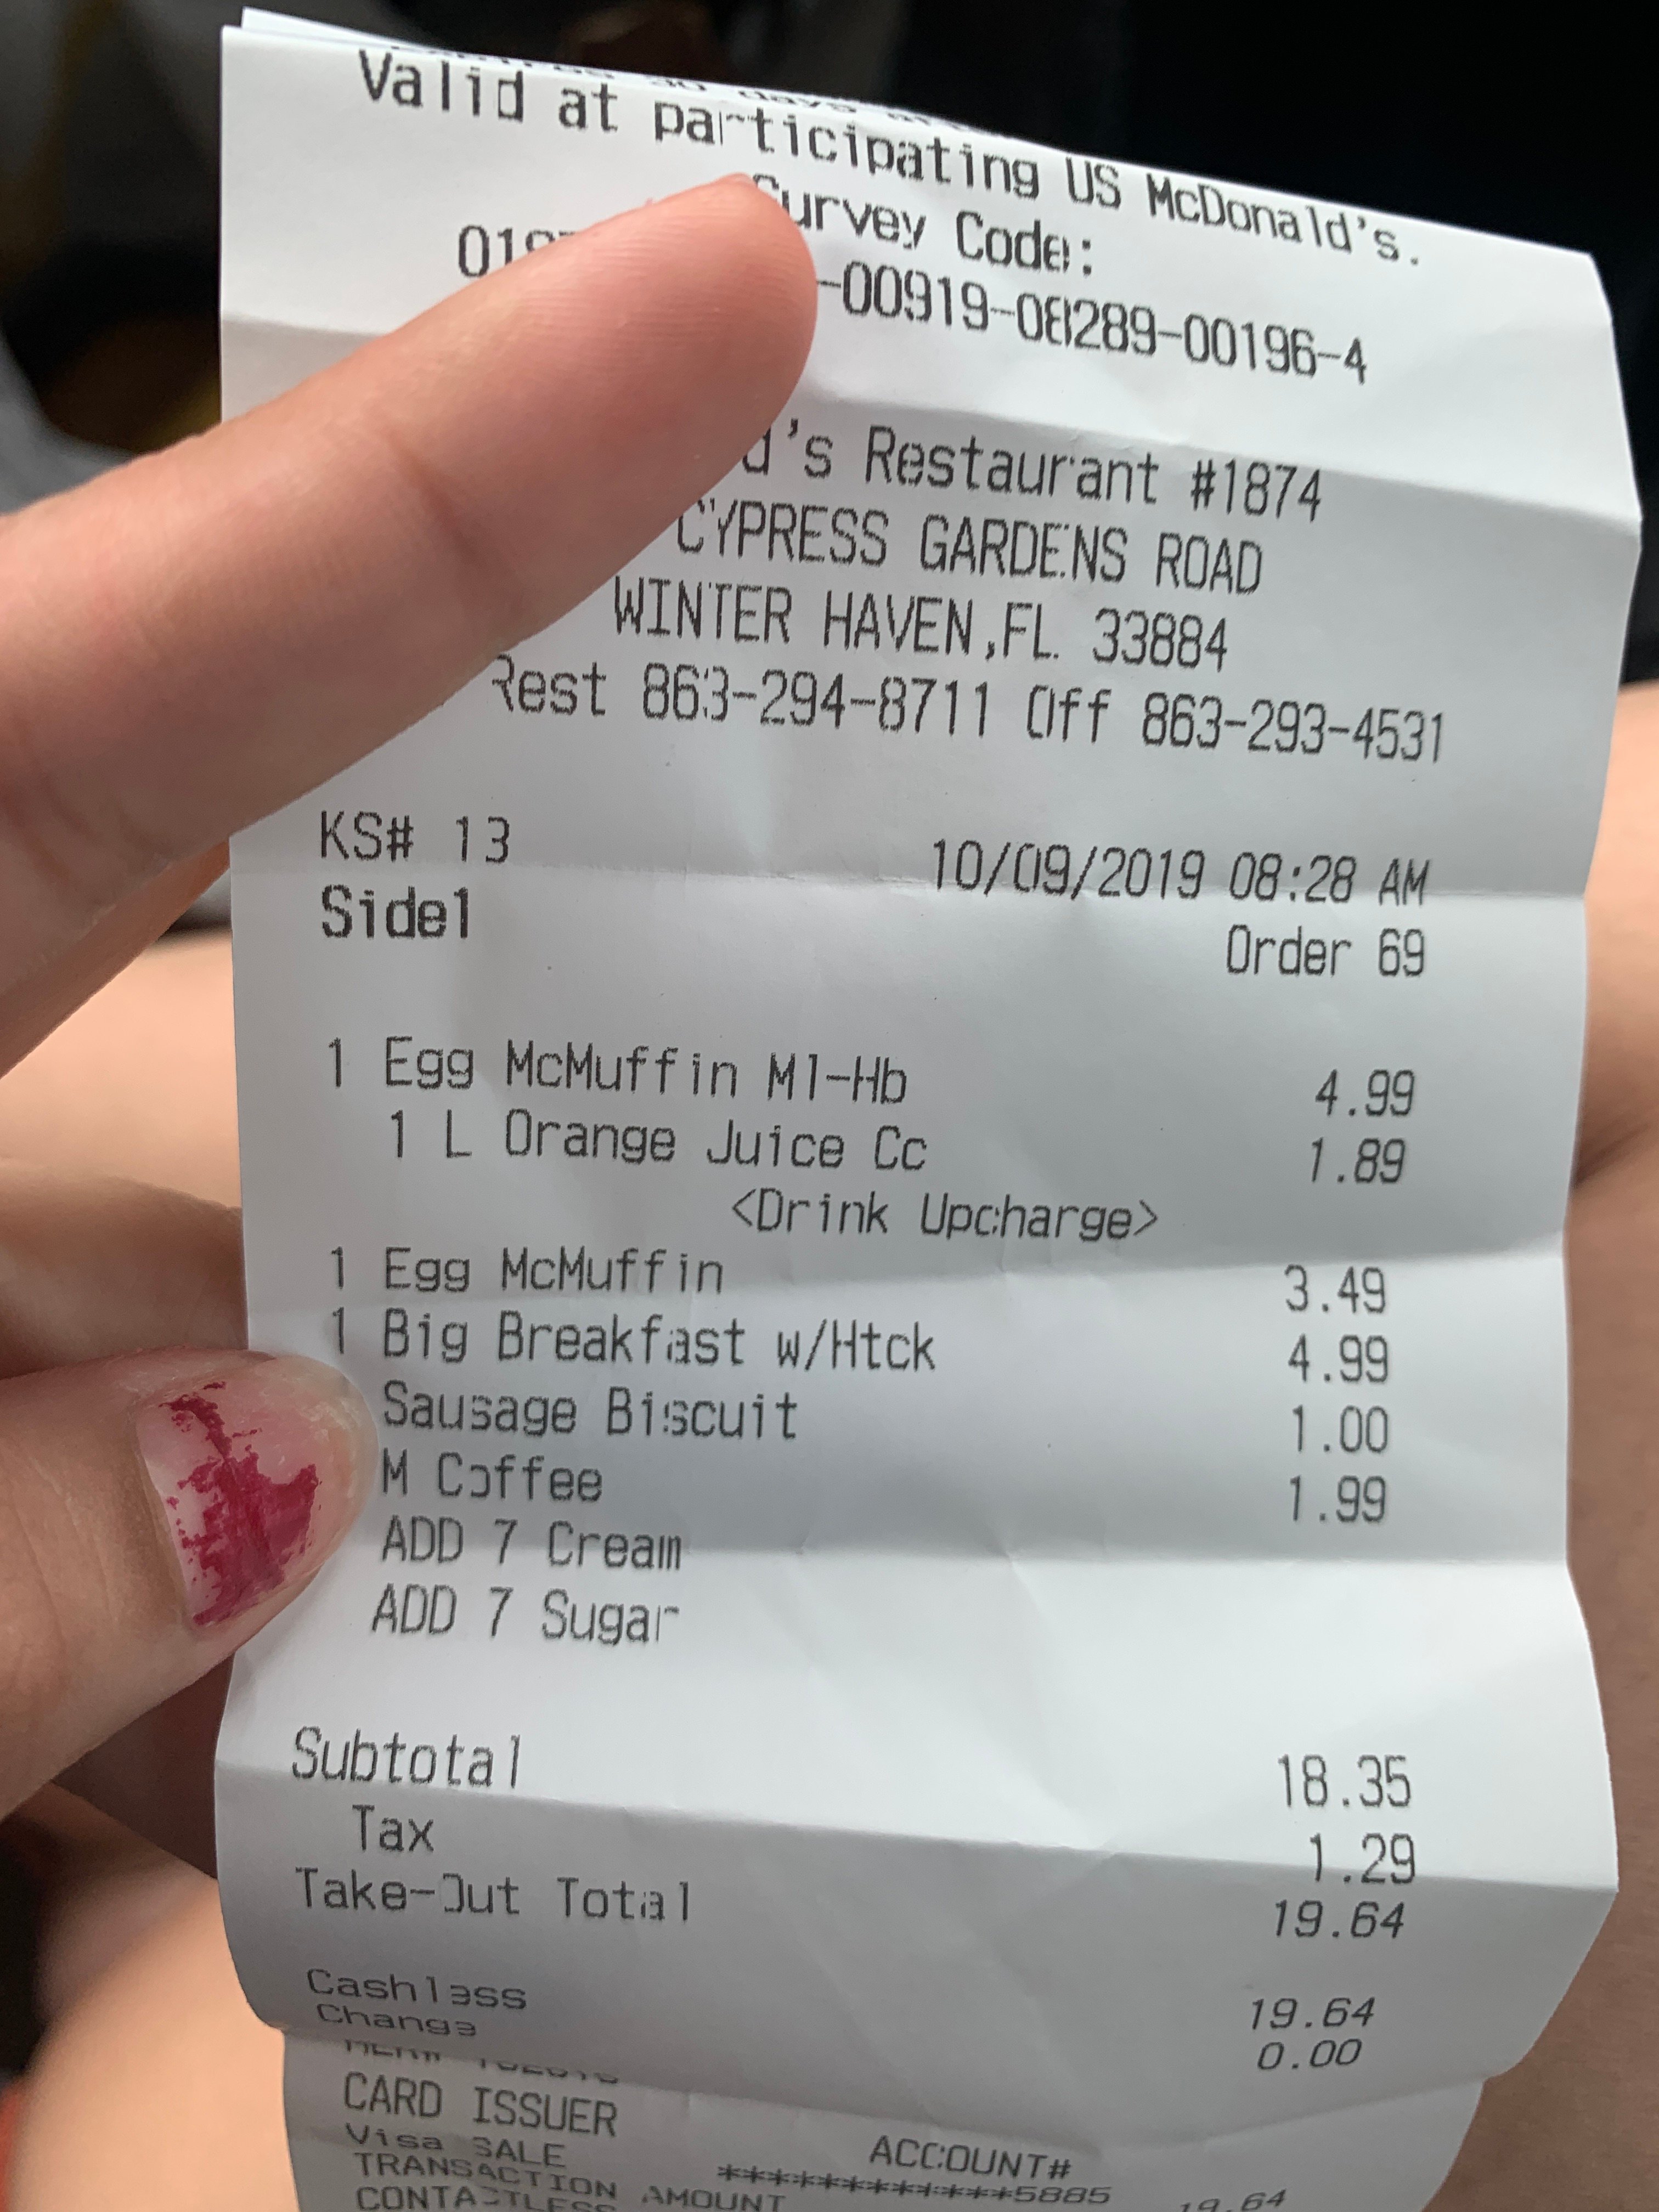 Valid at participating US McDonald's.
Survey Code:
-00919-08289-00196-4
Restaurant #1874
CYPRESS GARDENS ROAD
WINTER HAVEN,FL 33884
Rest 863-294-8711 Off 863-293-4531
KS# 13 10/09/2019 08:28 AM
Side1 Order 69
1 Egg McMuffin Ml-Hb 4.99
1 L Orange Juice Cc 1.89
<Drink Upcharge>
1 Egg McMuffin 3.49
1 Big Breakfast w/Htck 4.99
Sausage Biscuit 1.00
M Coffee 1.99
ADD 7 Cream
ADD 7 Sugar
Subtotal 18.35
Tax 1.29
Take-Out Total 19.64
Cashless 19.64
Change 0.00
CARD ISSUER ACCOUNT#
Visa SALE ************5885
TRANSACTION AMOUNT 19.64
CONTACTLESS